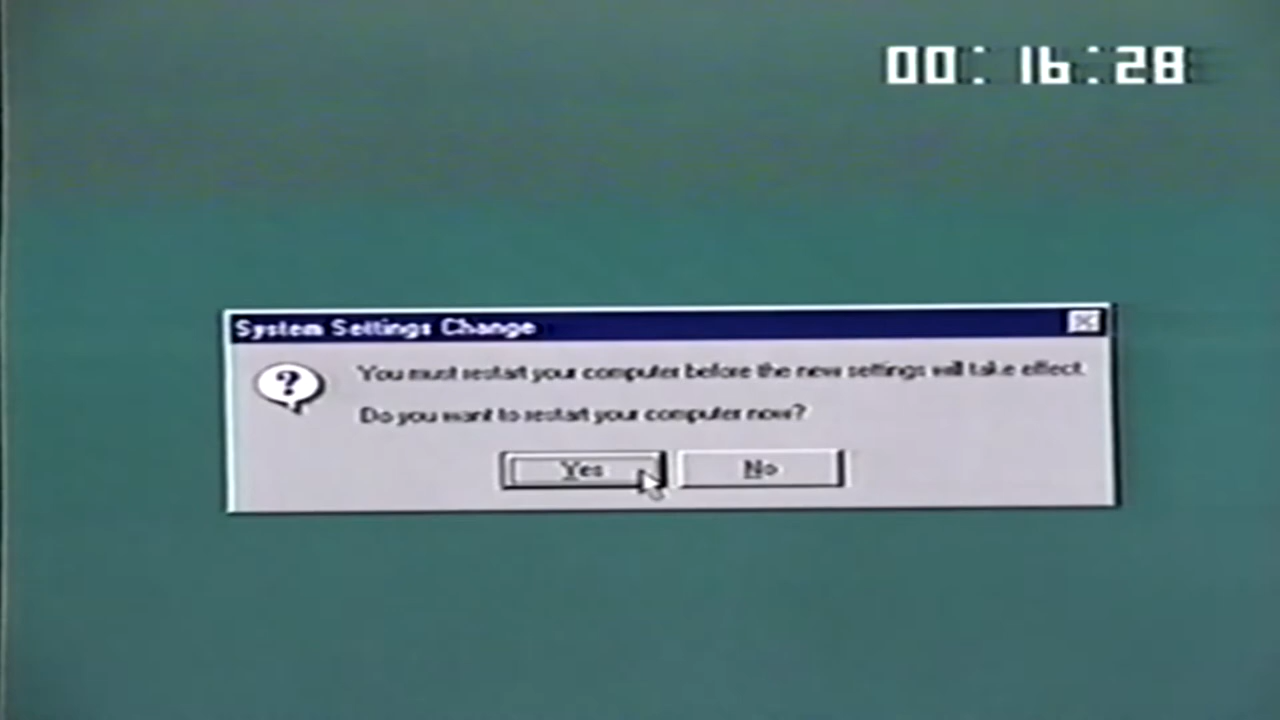 00:16:28
System Settings Change
You must restart your computer before the new settings will take effect.
Do you want to restart your computer now?
Yes
No